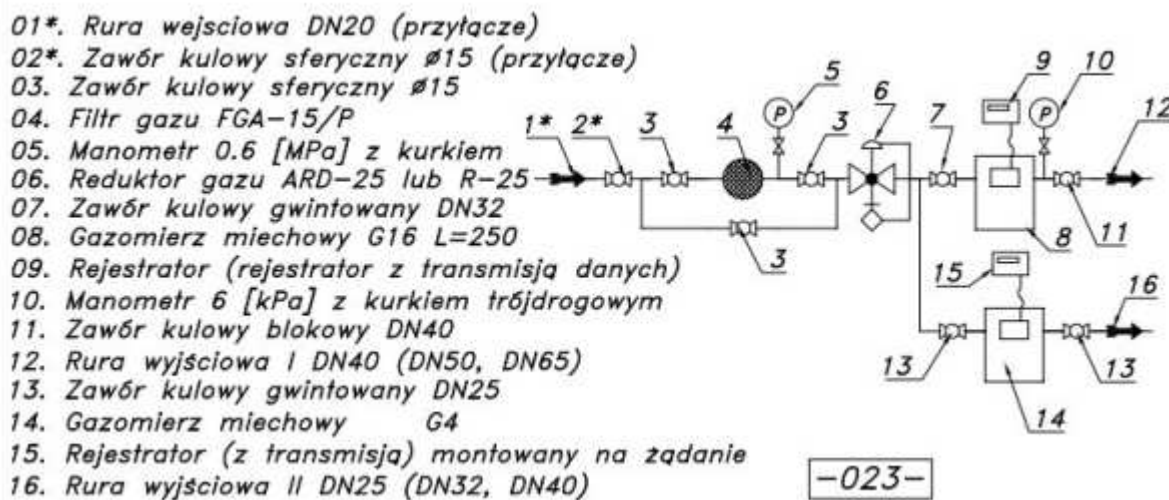 01*. Rura wejsciowa DN20 (przyłącze)
02*. Zawór kulowy sferyczny ø15 (przyłącze)
03. Zawór kulowy sferyczny ø15
04. Filtr gazu FGA-15/P
05. Manometr 0.6 [MPa] z kurkiem
06. Reduktor gazu ARD-25 lub R-25
07. Zawór kulowy gwintowany DN32
08. Gazomierz miechowy G16 L=250
09. Rejestrator (rejestrator z transmisją danych)
10. Manometr 6 [kPa] z kurkiem trójdrogowym
11. Zawór kulowy blokowy DN40
12. Rura wyjściowa I DN40 (DN50, DN65)
13. Zawór kulowy gwintowany DN25
14. Gazomierz miechowy G4
15. Rejestrator (z transmisją) montowany na żądanie
16. Rura wyjściowa II DN25 (DN32, DN40)
1* 2* 3 4 5 3 6 7 9 10 12
P P
3 8 11
15 16
13 14 13
-023-